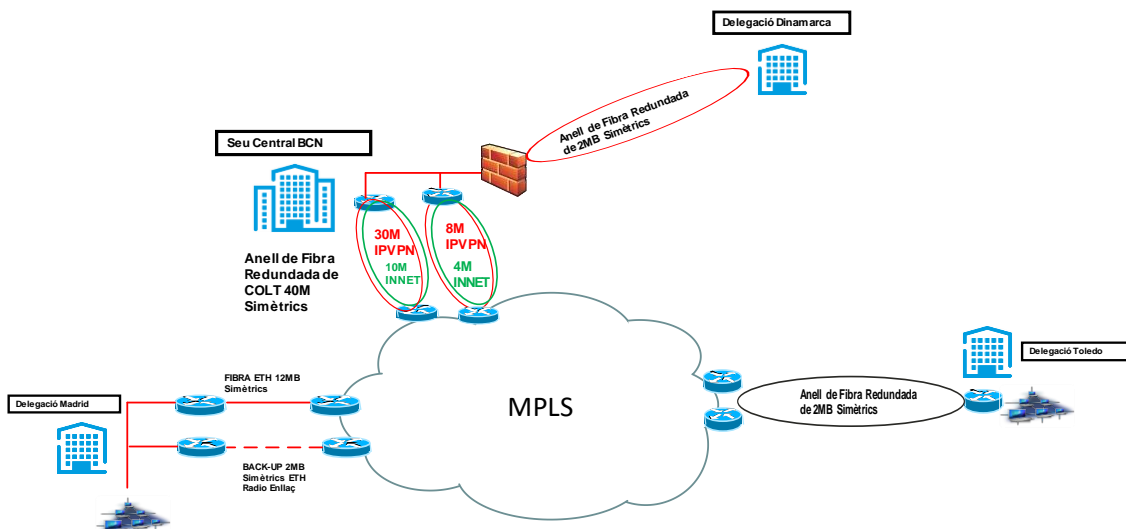 Delegació Dinamarca
Anell de Fibra Redundada
de 2MB Simètrics
Seu Central BCN
30M
IPVPN
10M
INNET
8M
IPVPN
4M
INNET
Anell de Fibra
Redundada de
COLT 40M
Simètrics
Delegació Toledo
FIBRA ETH 12MB
Simètrics
Delegació Madrid
MPLS
Anell de Fibra Redundada
de 2MB Simètrics
BACK-UP 2MB
Simètrics ETH
Radio Enllaç